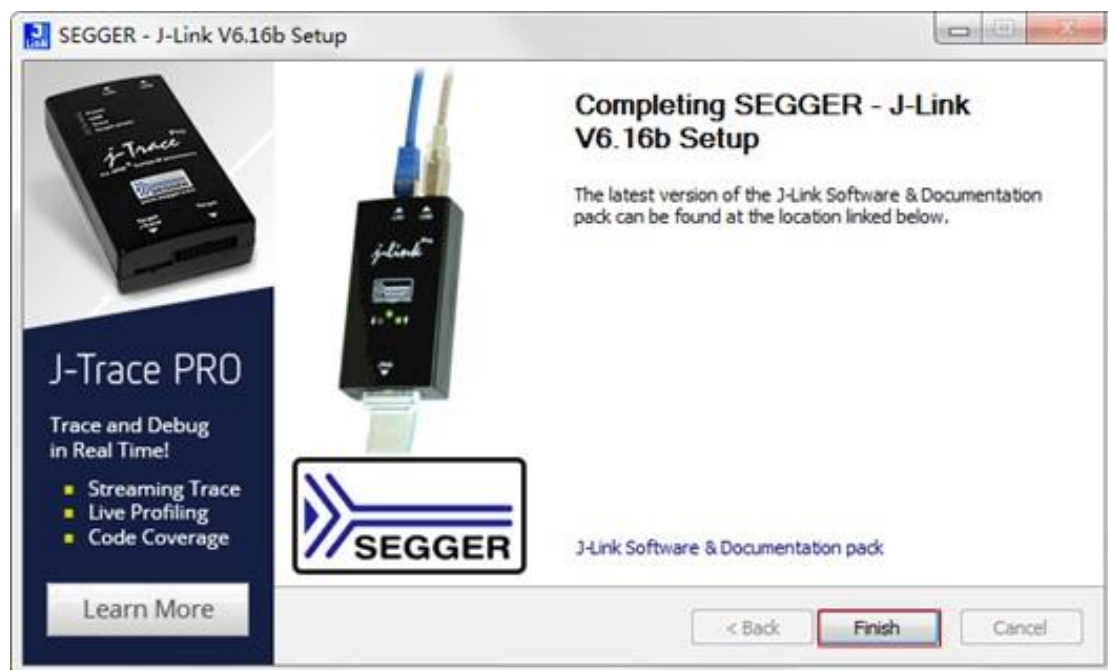 SEGGER - J-Link V6.16b Setup
J-Trace PRO
Trace and Debug
in Real Time!
Streaming Trace
Live Profiling
Code Coverage
Learn More
j-Trace
j-Link
SEGGER
Completing SEGGER - J-Link
V6.16b Setup
The latest version of the J-Link Software & Documentation
pack can be found at the location linked below.
J-Link Software & Documentation pack
< Back
Finish
Cancel